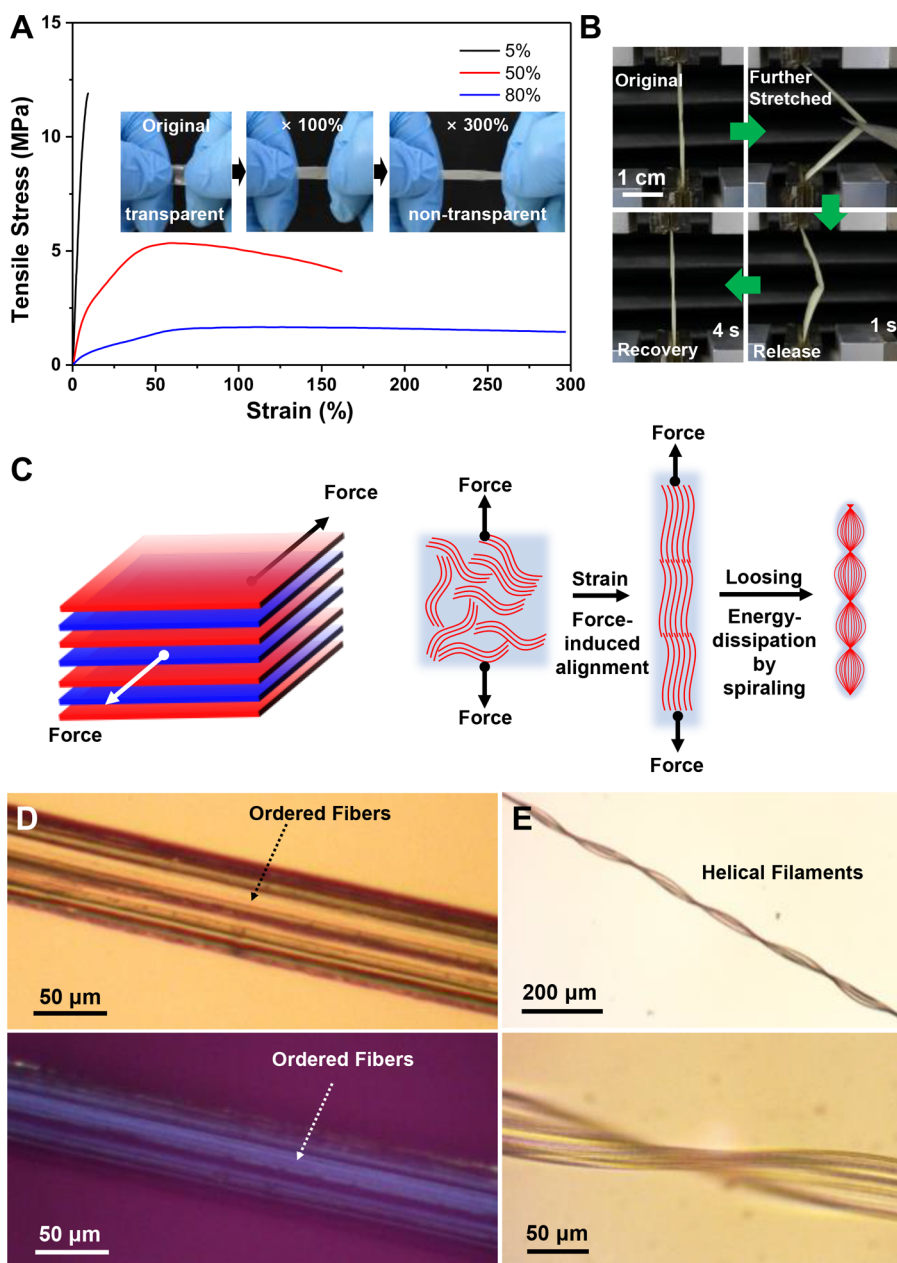 A
15
10
5
0
Tensile Stress (MPa)
0
50
100
150
200
250
300
Strain (%)
5%
50%
80%
Original
transparent
× 100%
× 300%
non-transparent
B
Original
1 cm
Further
Stretched
Recovery
4 s
Release
1 s
C
Force
Force
Force
Force
Strain
Force-
induced
alignment
Force
Force
Loosing
Energy-
dissipation
by
spiraling
D
Ordered Fibers
50 μm
Ordered Fibers
50 μm
E
Helical Filaments
200 μm
50 μm